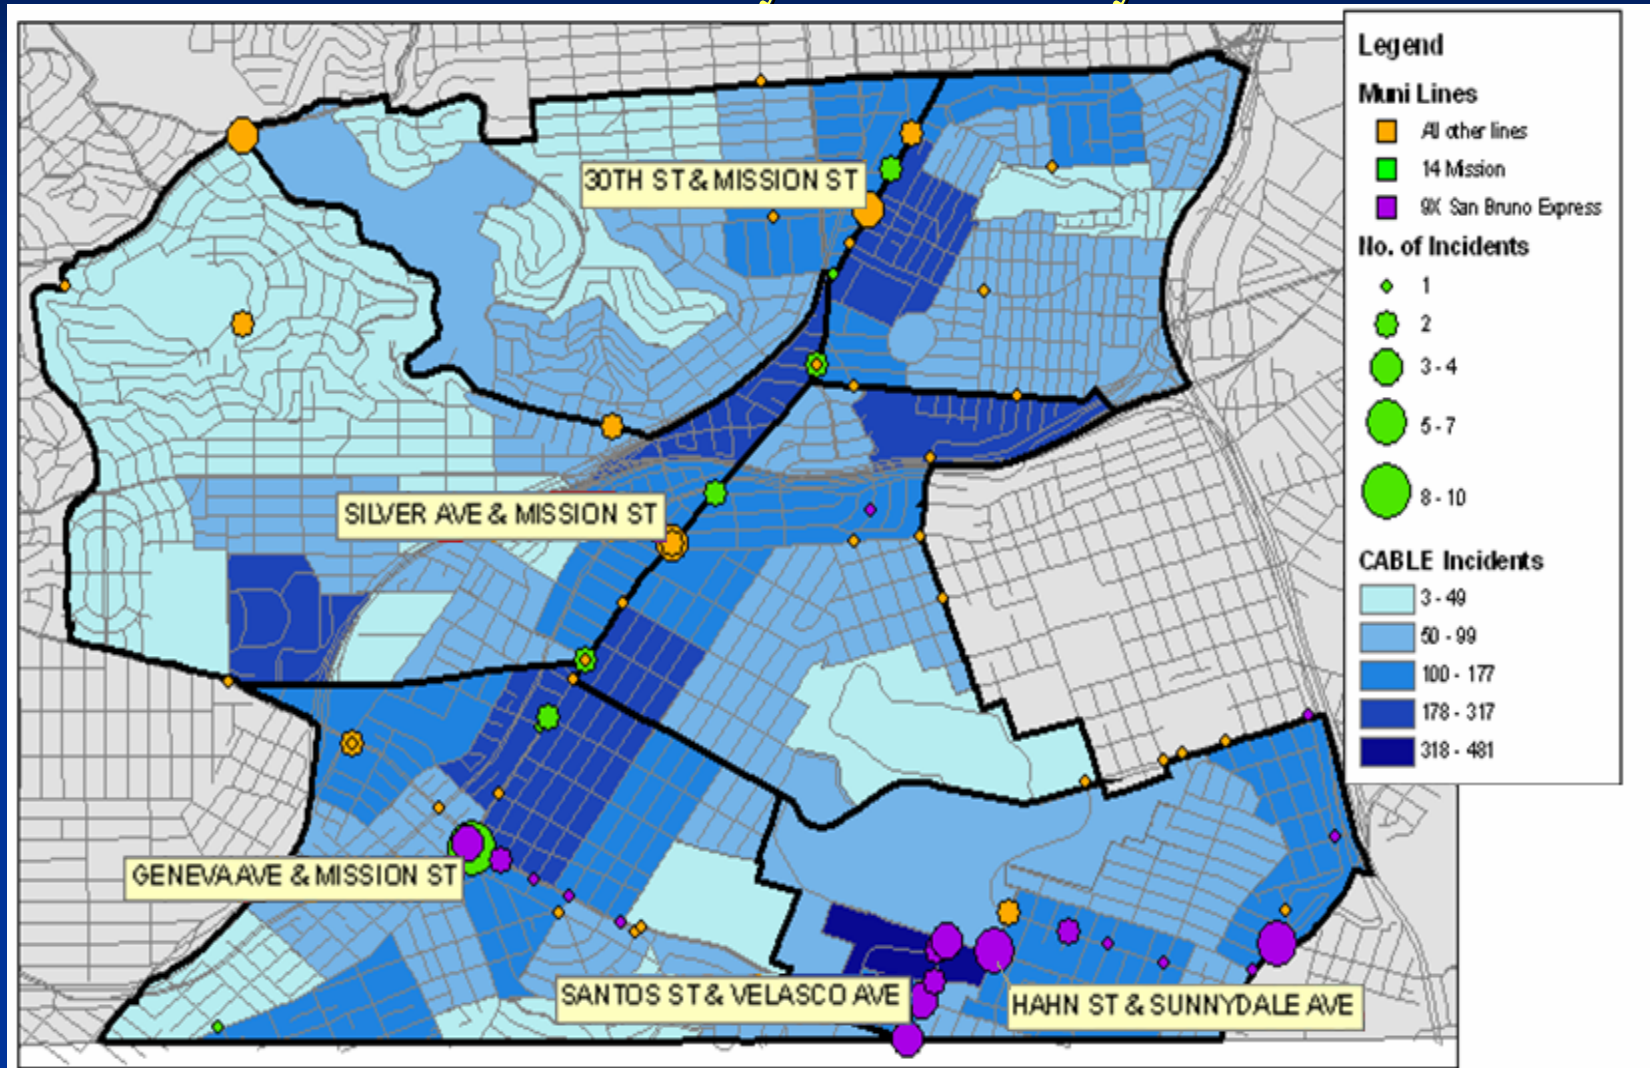 30TH ST & MISSION ST
SILVER AVE & MISSION ST
GENEVA AVE & MISSION ST
SANTOS ST & VELASCO AVE
HAHN ST & SUNNYDALE AVE
Legend
Muni Lines
All other lines
14 Mission
9X San Bruno Express
No. of Incidents
1
2
3 - 4
5 - 7
8 - 10
CABLE Incidents
3 - 49
50 - 99
100 - 177
178 - 317
318 - 481